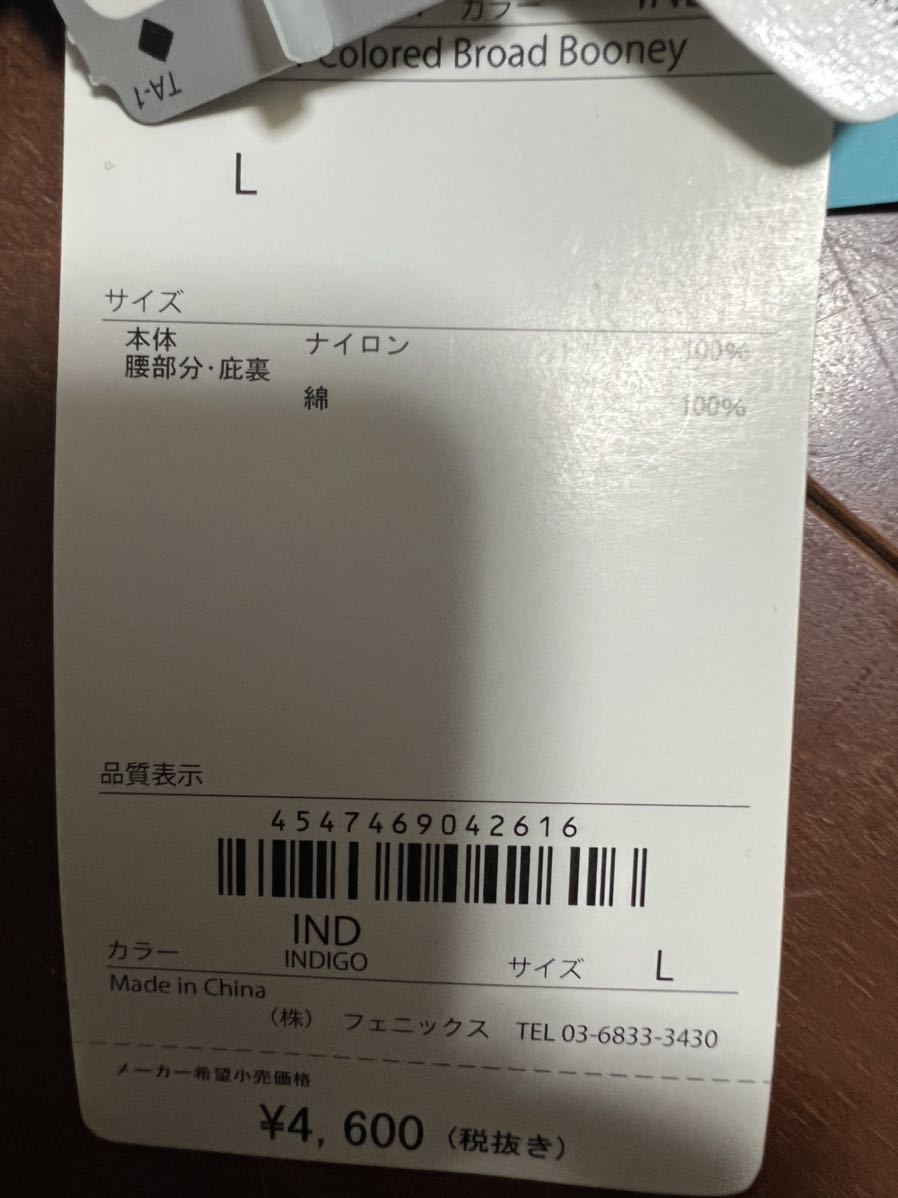 カラー
Colored Broad Booney
TA-1
L
サイズ
本体 ナイロン 100%
腰部分・庇裏
綿 100%
品質表示
4547469042616
IND
カラー INDIGO サイズ L
Made in China
（株） フェニックス TEL 03-6833-3430
メーカー希望小売価格
¥4,600（税抜き）